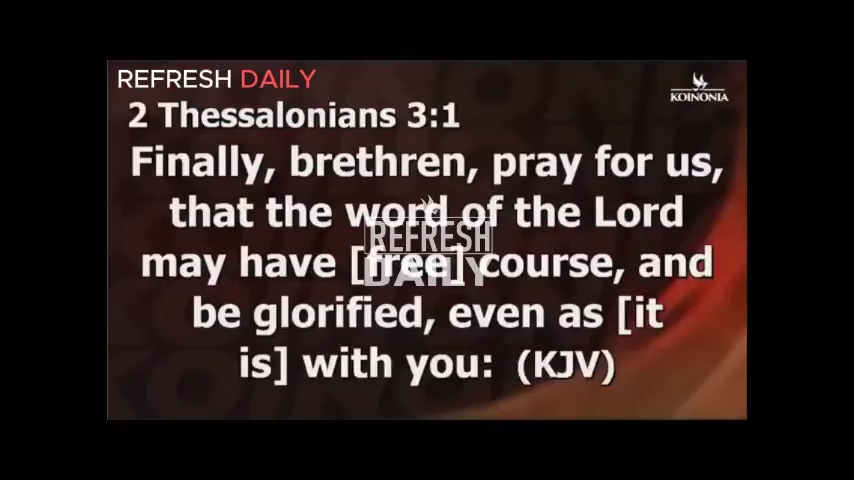 REFRESH DAILY
KOINONIA
2 Thessalonians 3:1
Finally, brethren, pray for us,
that the word of the Lord
may have [free] course, and
be glorified, even as [it
is] with you: (KJV)
REFRESH
DAILY